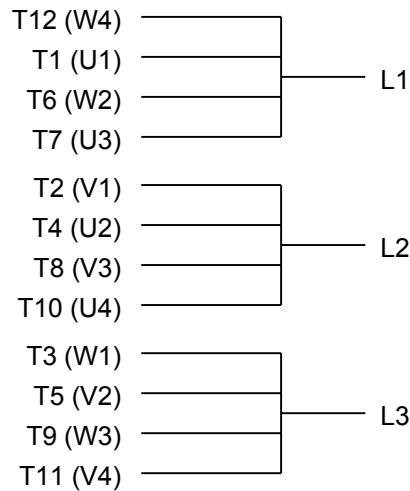 T12 (W4)
T1 (U1)
L1
T6 (W2)
T7 (U3)
T2 (V1)
T4 (U2)
L2
T8 (V3)
T10 (U4)
T3 (W1)
T5 (V2)
L3
T9 (W3)
T11 (V4)